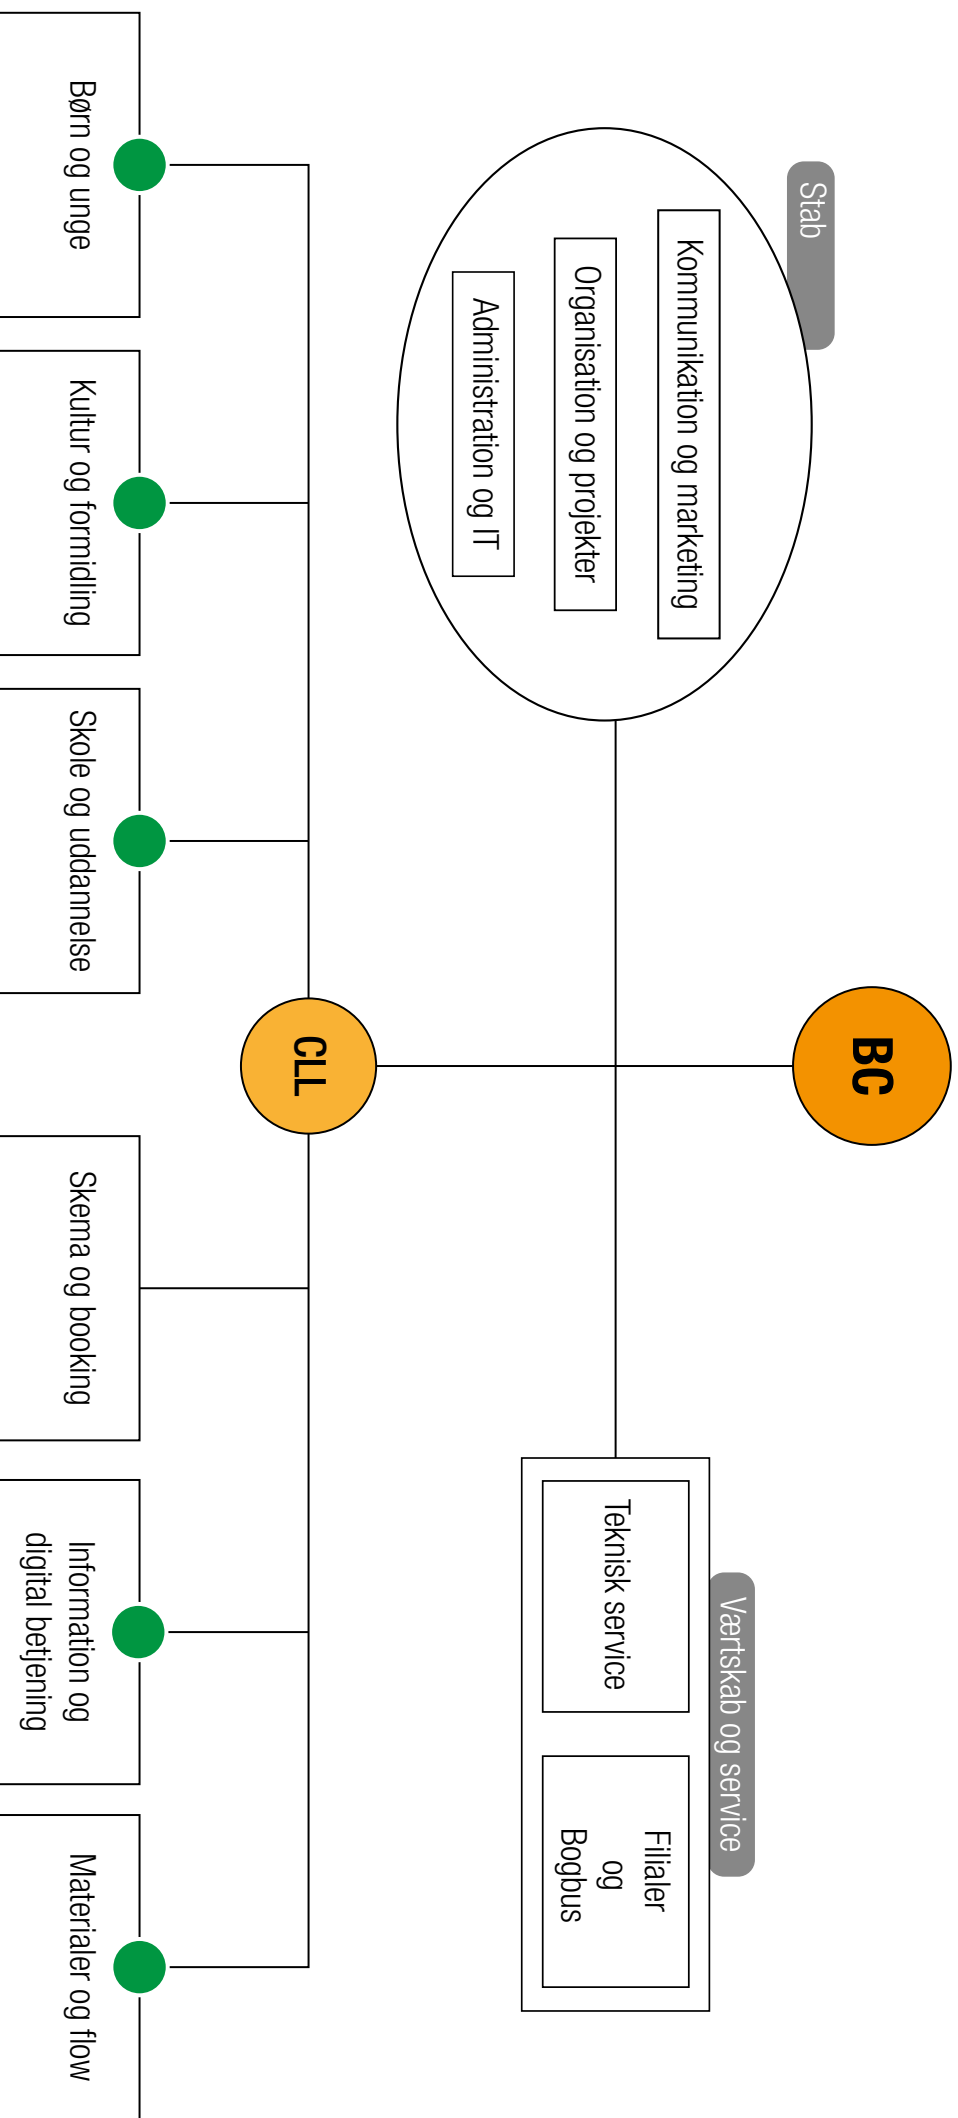 BC
Stab
Kommunikation og marketing
Organisation og projekter
Administration og IT
Værtskab og service
Teknisk service
Filialer
og
Bogbus
CLL
Børn og unge
Kultur og formidling
Skole og uddannelse
Skema og booking
Information og
digital betjening
Materialer og flow